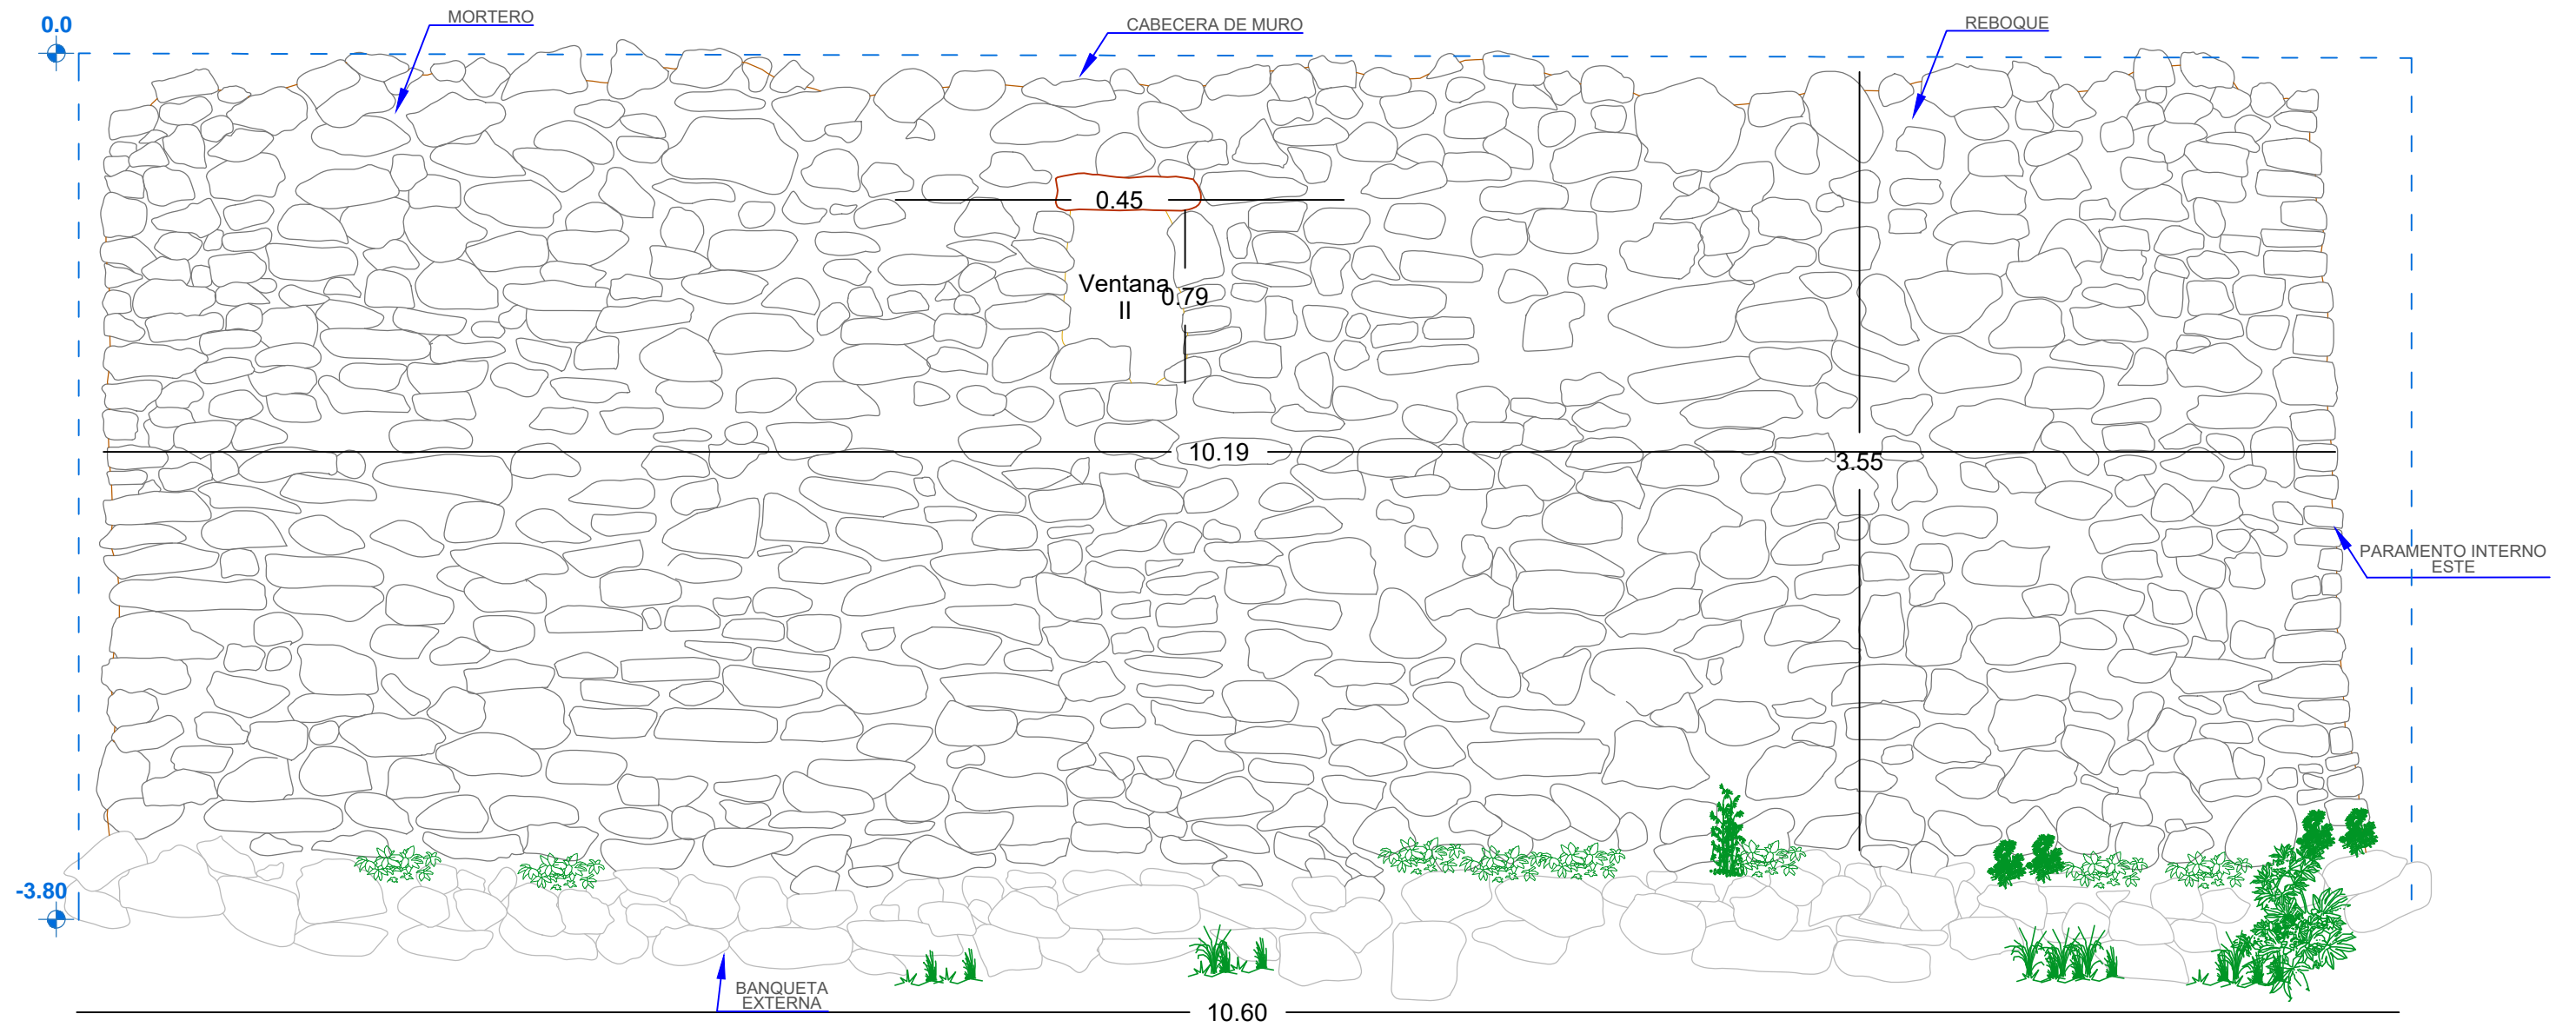 MORTERO
CABECERA DE MURO
REBOQUE
0.0
0.45
Ventana
II
0.79
10.19
3.55
PARAMENTO INTERNO
ESTE
-3.80
BANQUETA
EXTERNA
10.60